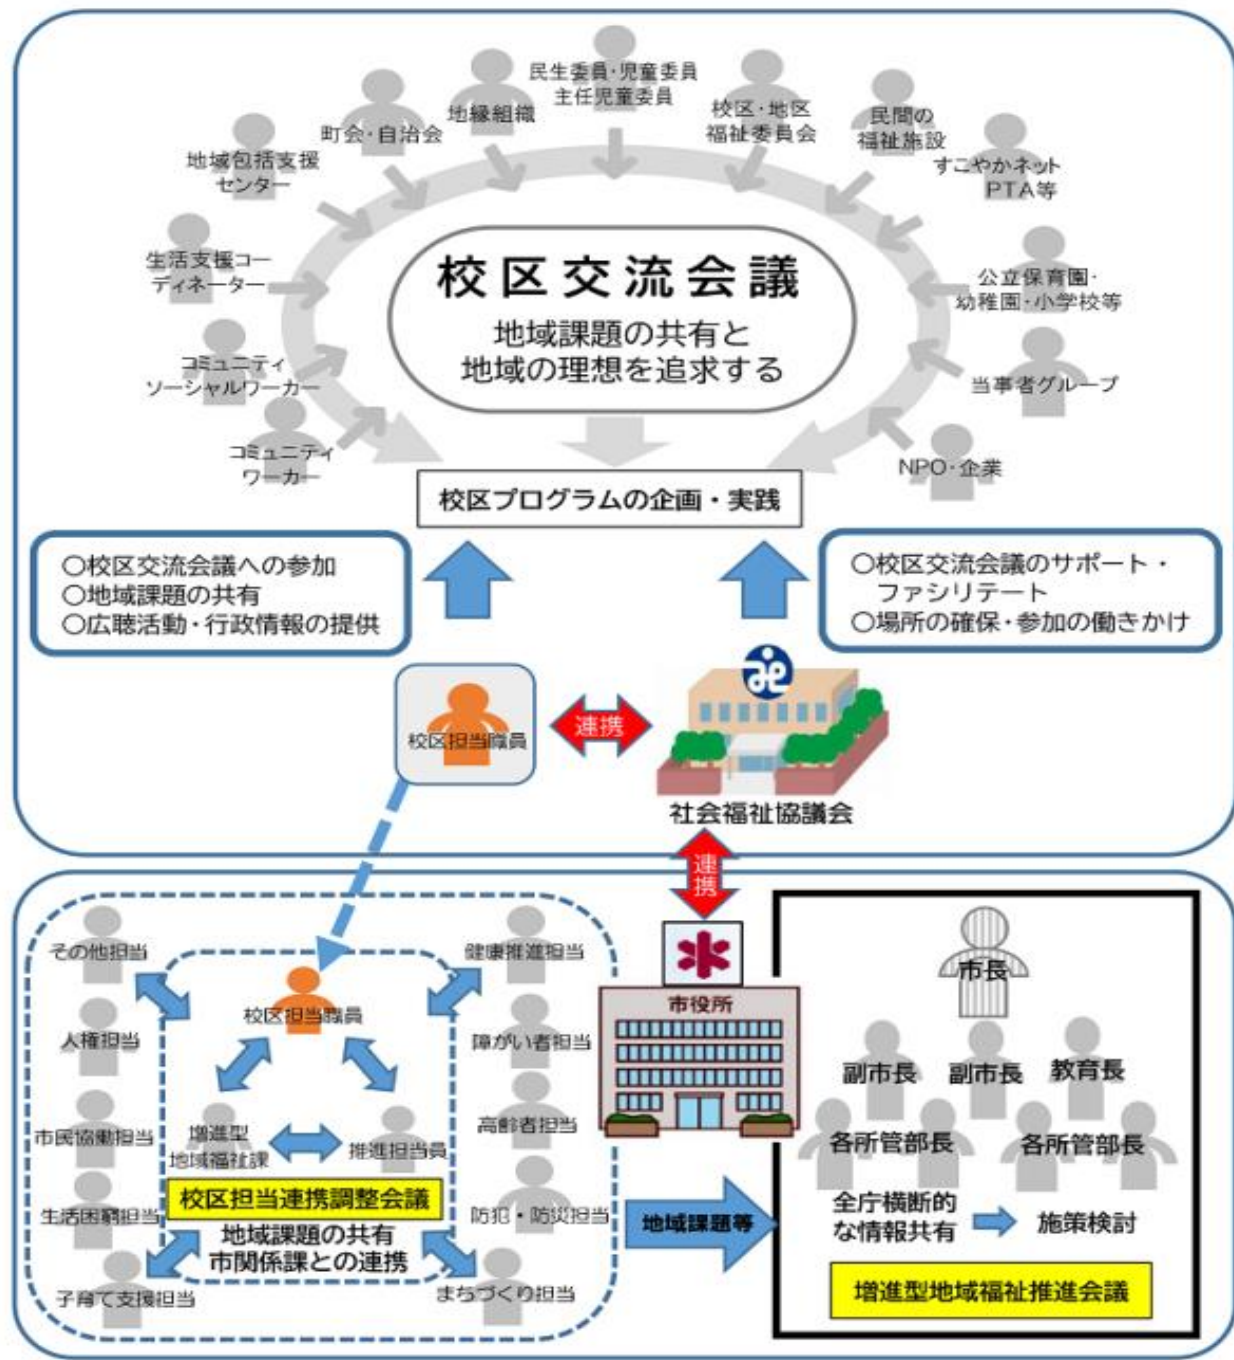 民生委員・児童委員
主任児童委員
地縁組織
校区・地区
福祉委員会
町会・自治会
民間の
福祉施設
地域包括支援
センター
すこやかネット
PTA等
生活支援コー
ディネーター
公立保育園・
幼稚園・小学校等
コミュニティ
ソーシャルワーカー
当事者グループ
コミュニティ
ワーカー
NPO・企業
校区交流会議
地域課題の共有と
地域の理想を追求する
校区プログラムの企画・実践
○校区交流会議への参加
○地域課題の共有
○広聴活動・行政情報の提供
○校区交流会議のサポート・
ファシリテート
○場所の確保・参加の働きかけ
校区担当職員
連携
社会福祉協議会
連携
その他担当
健康推進担当
校区担当職員
人権担当
障がい者担当
市民協働担当
高齢者担当
増進型
地域福祉課
推進担当員
校区担当連携調整会議
生活困窮担当
防犯・防災担当
地域課題の共有
市関係課との連携
子育て支援担当
まちづくり担当
市役所
地域課題等
市長
副市長
副市長
教育長
各所管部長
各所管部長
全庁横断的
な情報共有
施策検討
増進型地域福祉推進会議